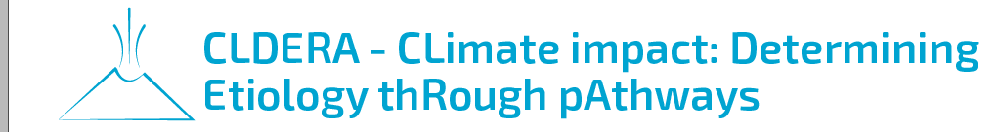 CLDERA - CLimate impact: Determining
Etiology thRough pAthways